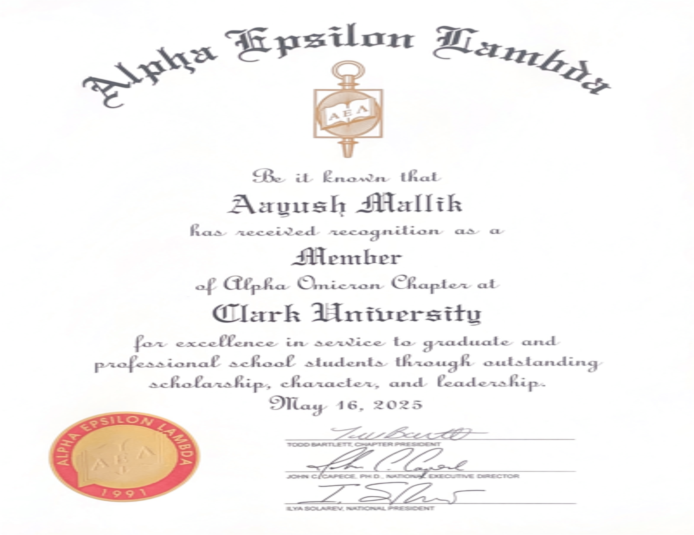 Alpha Epsilon Lambda
ΑΕΛ
Be it known that
Aayush Mallik
has received recognition as a
Member
of Alpha Omicron Chapter at
Clark University
for excellence in service to graduate and
professional school students through outstanding
scholarship, character, and leadership.
May 16, 2025
TODD BARTLETT, CHAPTER PRESIDENT
JOHN C. CAPECE, PH D., NATIONAL EXECUTIVE DIRECTOR
ILYA SOLAREV, NATIONAL PRESIDENT
ALPHA EPSILON LAMBDA
ΑΕΛ
1991